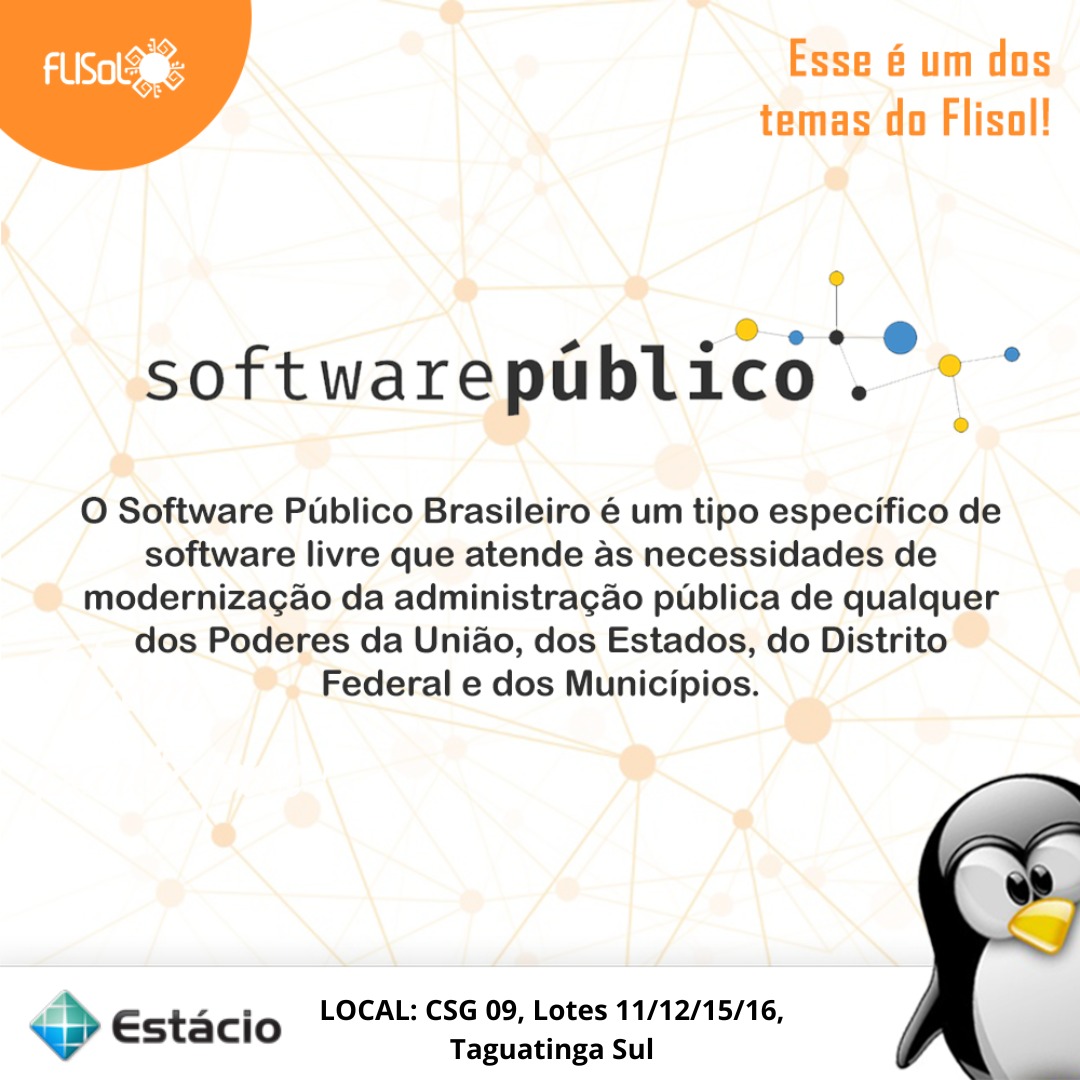 FLISol
Esse é um dos
temas do Flisol!
softwarepúblico.
O Software Público Brasileiro é um tipo específico de
software livre que atende às necessidades de
modernização da administração pública de qualquer
dos Poderes da União, dos Estados, do Distrito
Federal e dos Municípios.
Estácio
LOCAL: CSG 09, Lotes 11/12/15/16,
Taguatinga Sul